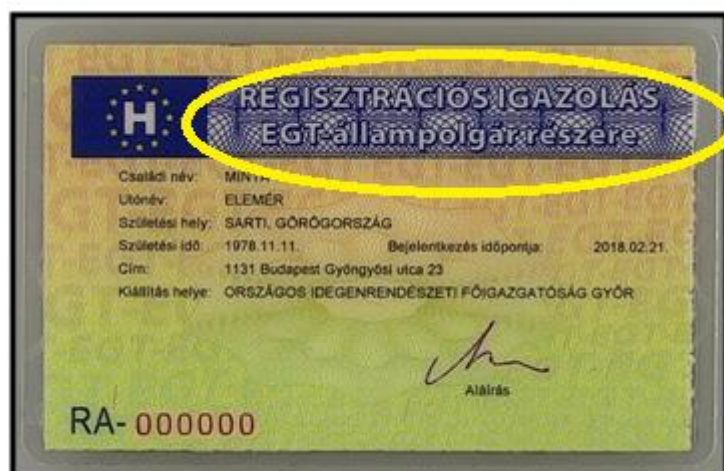 H
REGISZTRÁCIÓS IGAZOLÁS
EGT-állampolgár részére
Családi név: MINTA
Utónév: ELEMÉR
Születési hely: SARTI, GÖRÖGORSZÁG
Születési idő: 1978.11.11. Bejelentkezés időpontja: 2018.02.21.
Cím: 1131 Budapest Gyöngyösi utca 23
Kiállítás helye: ORSZÁGOS IDEGENRENDÉSZETI FŐIGAZGATÓSÁG GYŐR
Aláírás
RA- 000000